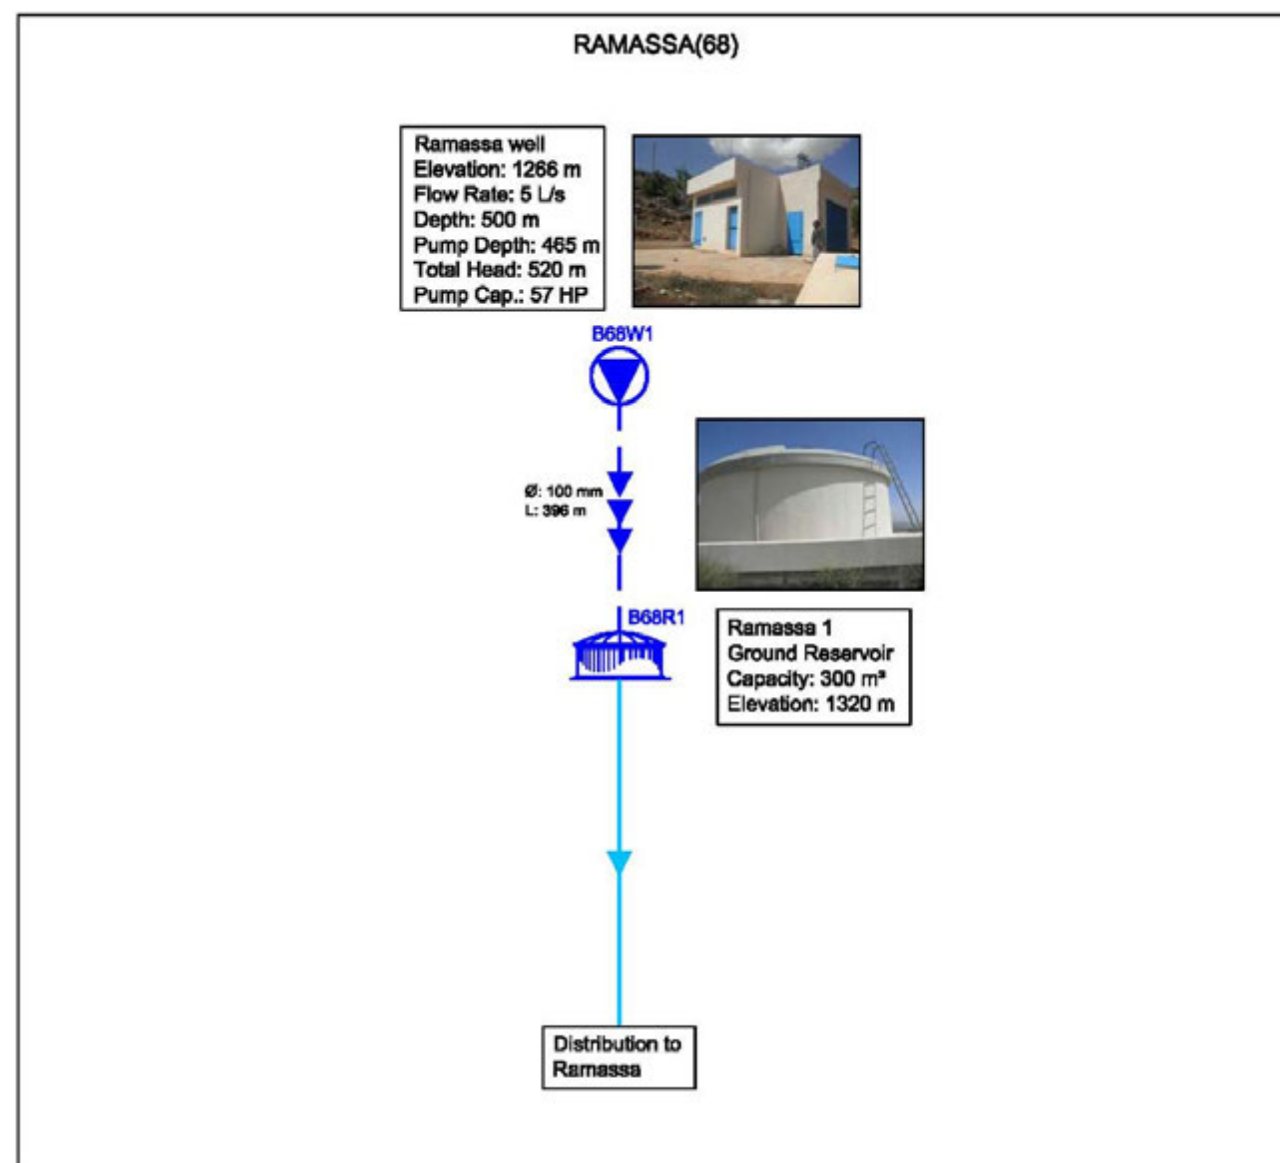 RAMASSA(68)
Ramassa well
Elevation: 1266 m
Flow Rate: 5 L/s
Depth: 500 m
Pump Depth: 465 m
Total Head: 520 m
Pump Cap.: 57 HP
B68W1
Ø: 100 mm
L: 396 m
B68R1
Ramassa 1
Ground Reservoir
Capacity: 300 m³
Elevation: 1320 m
Distribution to
Ramassa